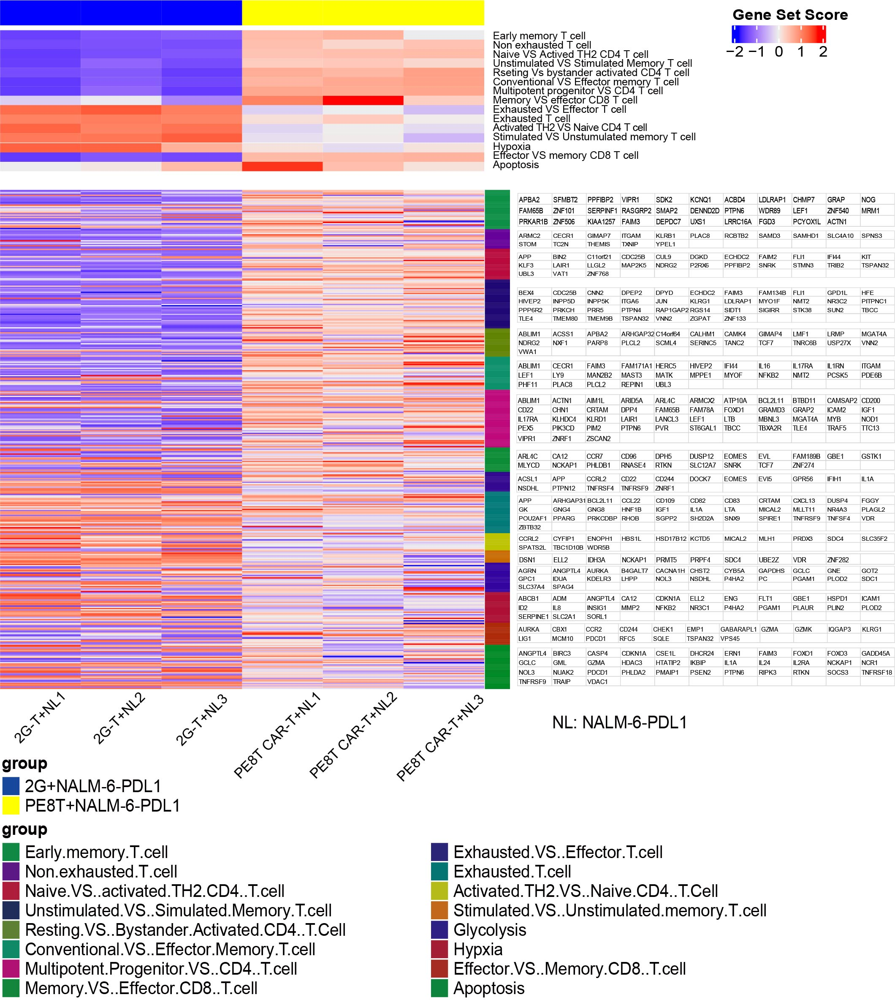 Gene Set Score
−2 −1 0 1 2
Early memory T cell
Non exhausted T cell
Naive VS Actived TH2 CD4 T cell
Unstimulated VS Stimulated Memory T cell
Rseting Vs bystander activated CD4 T cell
Conventional VS Effector memory T cell
Multipotent progenitor VS CD4 T cell
Memory VS effector CD8 T cell
Exhausted VS Effector T cell
Exhausted T cell
Activated TH2 VS Naive CD4 T cell
Stimulated VS Unstumulated memory T cell
Hypoxia
Effector VS memory CD8 T cell
Apoptosis
APBA2 SFMBT2 PPFIBP2 VIPR1 SDK2 KCNQ1 ACBD4 LDLRAP1 CHMP7 GRAP NOG
FAM65B ZNF101 SERPINF1 RASGRP2 SMAP2 DENND2D PTPN6 WDR89 LEF1 ZNF540 MRM1
PRKAR1B ZNF506 KIAA1257 FAIM3 DEPDC7 UXS1 LRRC16A FGD3 PCYOX1L ACTN1
ARMC2 CECR1 GIMAP7 ITGAM KLRB1 PLAC8 RCBTB2 SAMD3 SAMHD1 SLC4A10 SPNS3
STOM TC2N THEMIS TXNIP YPEL1
APP BIN2 C11orf21 CDC25B CUL9 DGKD ECHDC2 FAIM2 FLI1 IFI44 KIT
KLF3 LAIR1 LLGL2 MAP2K5 NDRG2 P2RX6 PPFIBP2 SNRK STMN3 TRIB2 TSPAN32
UBL3 VAT1 ZNF768
BEX4 CDC25B CNN2 DPEP2 DPYD ECHDC2 FAIM3 FAM134B FLI1 GPD1L HFE
HIVEP2 INPP5D INPP5K ITGA6 JUN KLRG1 LDLRAP1 MYO1F NMT2 NR3C2 PITPNC1
PPP6R2 PRKCH PRR5 PTPN4 RAP1GAP2 RGS14 SIDT1 SIGIRR STK38 SUN2 TBCC
TLE4 TMEM80 TMEM9B TSPAN32 VNN2 ZGPAT ZNF133
ABLIM1 ACSS1 APBA2 ARHGAP32 C14orf64 CALHM1 CAMK4 GIMAP4 LMF1 LRMP MGAT4A
NDRG2 NXF1 PARP8 PLCL2 SCML4 SERINC5 TANC2 TCF7 TNRC6B USP27X VNN2
VWA1
ABLIM1 CECR1 FAIM3 FAM171A1 HERC5 HIVEP2 IFI44 IL16 IL17RA IL1RN ITGAM
LEF1 LY9 MAN2B2 MAST3 MATK MPPE1 MYOF NFKB2 NMT2 PCSK5 PDE6B
PHF11 PLAC8 PLCL2 REPIN1 UBL3
ABLIM1 ACTN1 AIM1L ARID5A ARL4C ARMCX2 ATP10A BCL2L11 BTBD11 CAMSAP2 CD200
CD22 CHN1 CRTAM DPP4 FAM65B FAM78A FOXO1 GRAMD3 GRAP2 ICAM2 IGF1
IL17RA KLHDC4 KLRD1 LAIR1 LANCL3 LEF1 LTB MBNL3 MGAT4A MYB NOD1
PEX5 PIK3CD PIM2 PTPN6 PVR ST6GAL1 TBCC TBXA2R TLE4 TRAF5 TTC13
VIPR1 ZNRF1 ZSCAN2
ARL4C CA12 CCR7 CD96 DPH5 DUSP12 EOMES EVL FAM189B GBE1 GSTK1
MLYCD NCKAP1 PHLDB1 RNASE4 RTKN SLC12A7 SNRK TCF7 ZNF274
ACSL1 APP CCRL2 CD22 CD244 DOCK7 EOMES EVI5 GPR56 IFIH1 IL1A
NSDHL PTPN12 TNFRSF4 TNFRSF9 ZNRF1
APP ARHGAP31 BCL2L11 CCL22 CD109 CD82 CD83 CRTAM CXCL13 DUSP4 FGGY
GK GNG4 GNG8 HNF1B IGF1 IL1A LTA MICAL2 MLLT11 NR4A3 PLAGL2
POU2AF1 PPARG PRKCDBP RHOB SGPP2 SH2D2A SNX9 SPIRE1 TNFRSF9 TNFSF4 VDR
ZBTB32
CCRL2 CYFIP1 ENOPH1 HBS1L HSD17B12 KCTD5 MICAL2 MLH1 PRDX3 SDC4 SLC35F2
SPATS2L TBC1D10B WDR5B
DSN1 ELL2 IDH3A NCKAP1 PRMT5 PRPF4 SDC4 UBE2Z VDR ZNF282
AGRN ANGPTL4 AURKA B4GALT7 CACNA1H CHST2 CYB5A GAPDHS GCLC GNE GOT2
GPC1 IDUA KDELR3 LHPP NOL3 NSDHL P4HA2 PC PGAM1 PLOD2 SDC1
SLC37A4 SPAG4
ABCB1 ADM ANGPTL4 CA12 CDKN1A ELL2 ENG FLT1 GBE1 HSPD1 ICAM1
ID2 IL8 INSIG1 MMP2 NFKB2 NR3C1 P4HA2 PGAM1 PLAUR PLIN2 PLOD2
SERPINE1 SLC2A1 SORL1
AURKA CBX1 CCR2 CD244 CHEK1 EMP1 GABARAPL1 GZMA GZMK IQGAP3 KLRG1
LIG1 MCM10 PDCD1 RFC5 SQLE TSPAN32 VPS45
ANGPTL4 BIRC3 CASP4 CDKN1A CSE1L DHCR24 ERN1 FAIM3 FOXO1 FOXO3 GADD45A
GCLC GML GZMA HDAC3 HTATIP2 IKBIP IL1A IL24 IL2RA NCKAP1 NCR1
NOL3 NUAK2 PDCD1 PHLDA2 PMAIP1 PSEN2 PTPN6 RIPK3 RTKN SOCS3 TNFRSF18
TNFRSF9 TRAIP VDAC1
2G-T+NL1
2G-T+NL2
2G-T+NL3
PE8T CAR-T+NL1
PE8T CAR-T+NL2
PE8T CAR-T+NL3
NL: NALM-6-PDL1
group
2G+NALM-6-PDL1
PE8T+NALM-6-PDL1
group
Early.memory.T.cell
Non.exhausted.T.cell
Naive.VS..activated.TH2.CD4..T.cell
Unstimulated.VS..Simulated.Memory.T.cell
Resting.VS..Bystander.Activated.CD4..T.Cell
Conventional.VS..Effector.Memory.T.cell
Multipotent.Progenitor.VS..CD4..T.cell
Memory.VS..Effector.CD8..T.cell
Exhausted.VS..Effector.T.cell
Exhausted.T.cell
Activated.TH2.VS..Naive.CD4..T.Cell
Stimulated.VS..Unstimulated.memory.T.cell
Glycolysis
Hypxia
Effector.VS..Memory.CD8..T.cell
Apoptosis